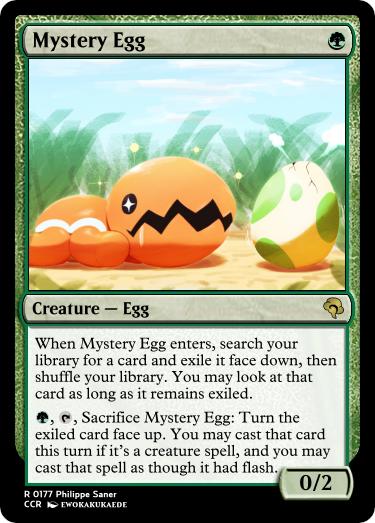 Mystery Egg
Creature — Egg
When Mystery Egg enters, search your
library for a card and exile it face down, then
shuffle your library. You may look at that
card as long as it remains exiled.
, , Sacrifice Mystery Egg: Turn the
exiled card face up. You may cast that card
this turn if it's a creature spell, and you may
cast that spell as though it had flash.
0/2
R 0177 Philippe Saner
CCR EWOKAKUKAEDE